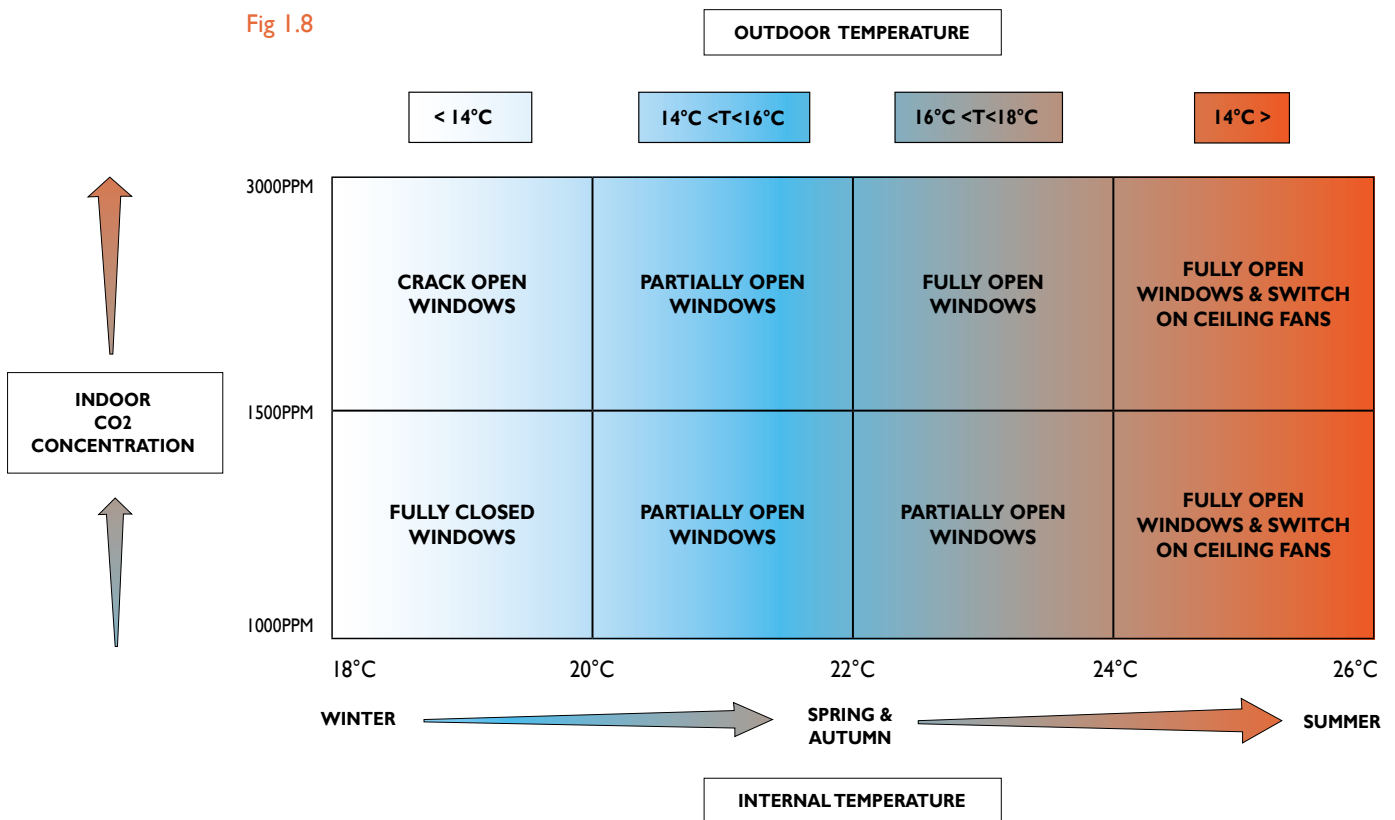 Fig 1.8
OUTDOOR TEMPERATURE
< 14°C
14°C <T<16°C
16°C <T<18°C
14°C >
3000PPM
CRACK OPEN
WINDOWS
PARTIALLY OPEN
WINDOWS
FULLY OPEN
WINDOWS
FULLY OPEN
WINDOWS & SWITCH
ON CEILING FANS
INDOOR
CO2
CONCENTRATION
1500PPM
FULLY CLOSED
WINDOWS
PARTIALLY OPEN
WINDOWS
PARTIALLY OPEN
WINDOWS
FULLY OPEN
WINDOWS & SWITCH
ON CEILING FANS
1000PPM
18°C
20°C
22°C
24°C
26°C
WINTER
SPRING &
AUTUMN
SUMMER
INTERNAL TEMPERATURE